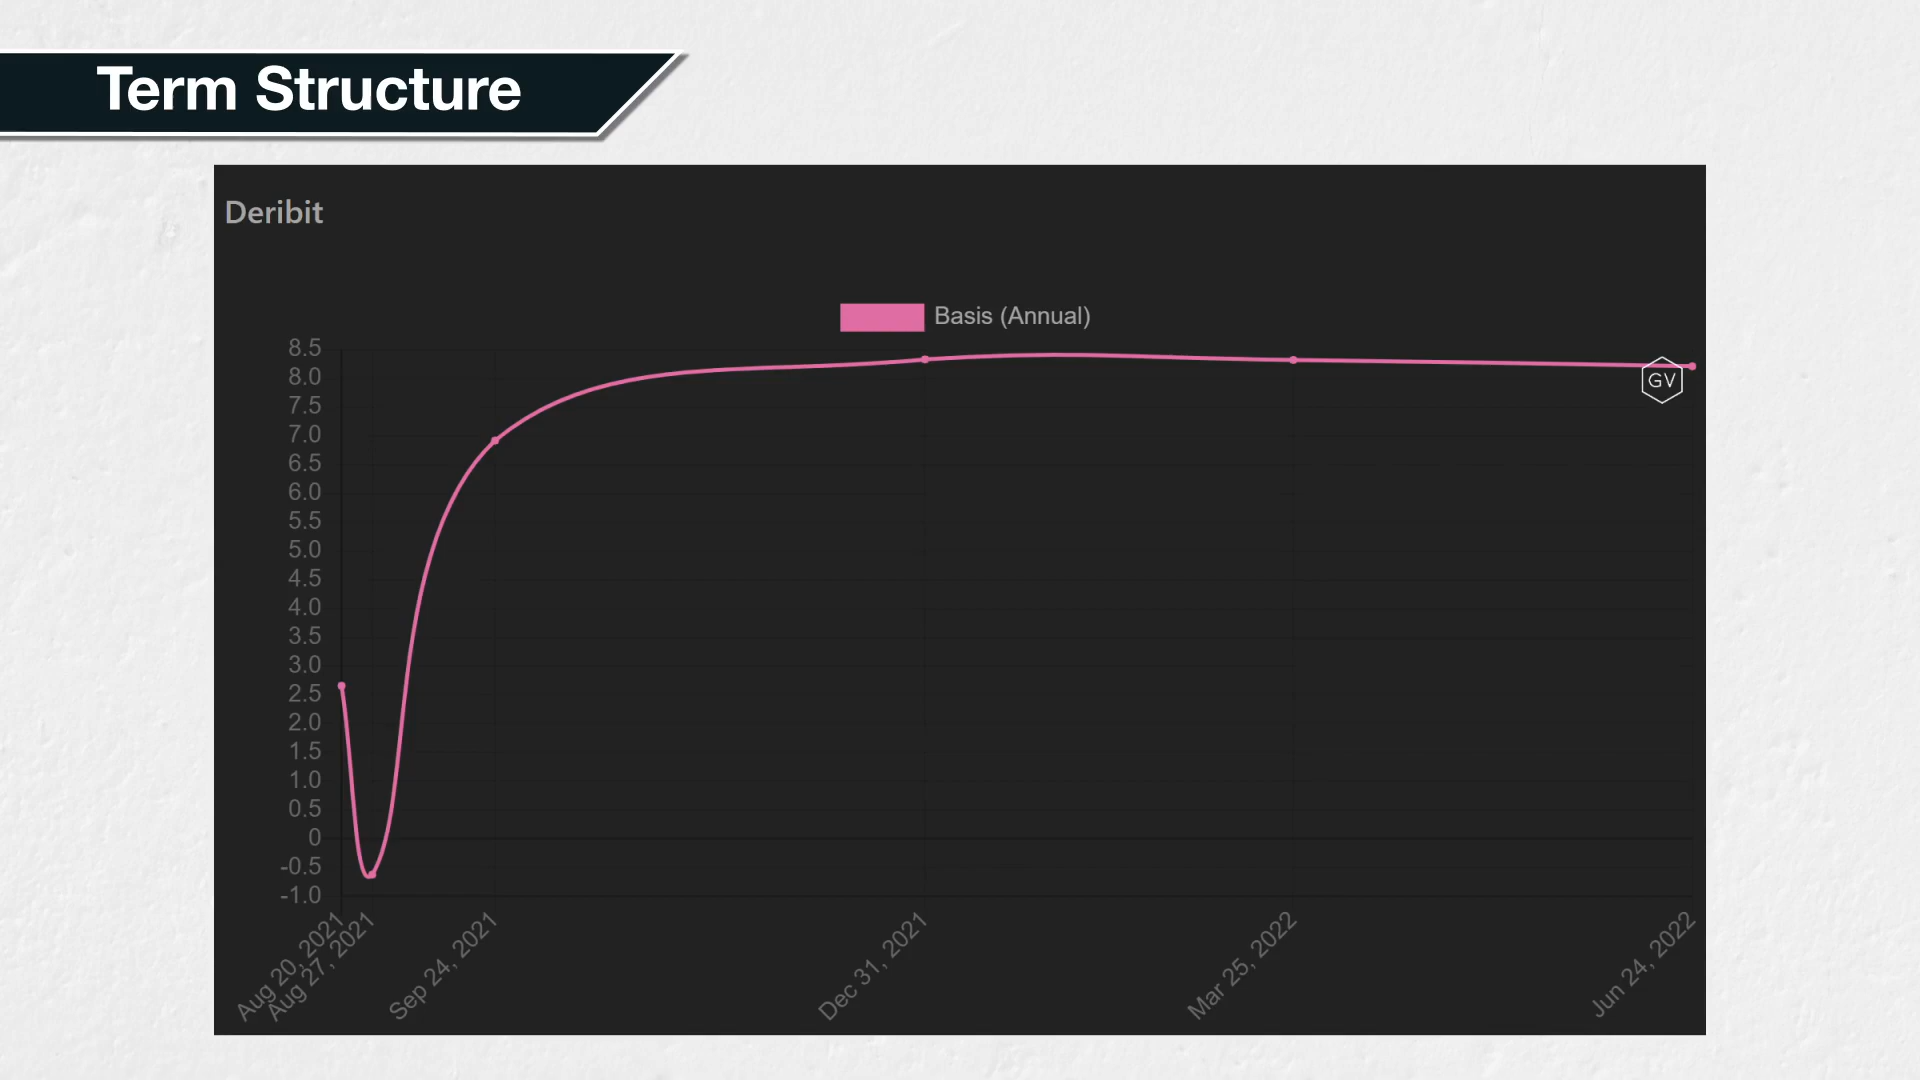 Term Structure
Deribit
Basis (Annual)
8.5
8.0
7.5
7.0
6.5
6.0
5.5
5.0
4.5
4.0
3.5
3.0
2.5
2.0
1.5
1.0
0.5
0
-0.5
-1.0
GV
Aug 20, 2021
Aug 27, 2021
Sep 24, 2021
Dec 31, 2021
Mar 25, 2022
Jun 24, 2022